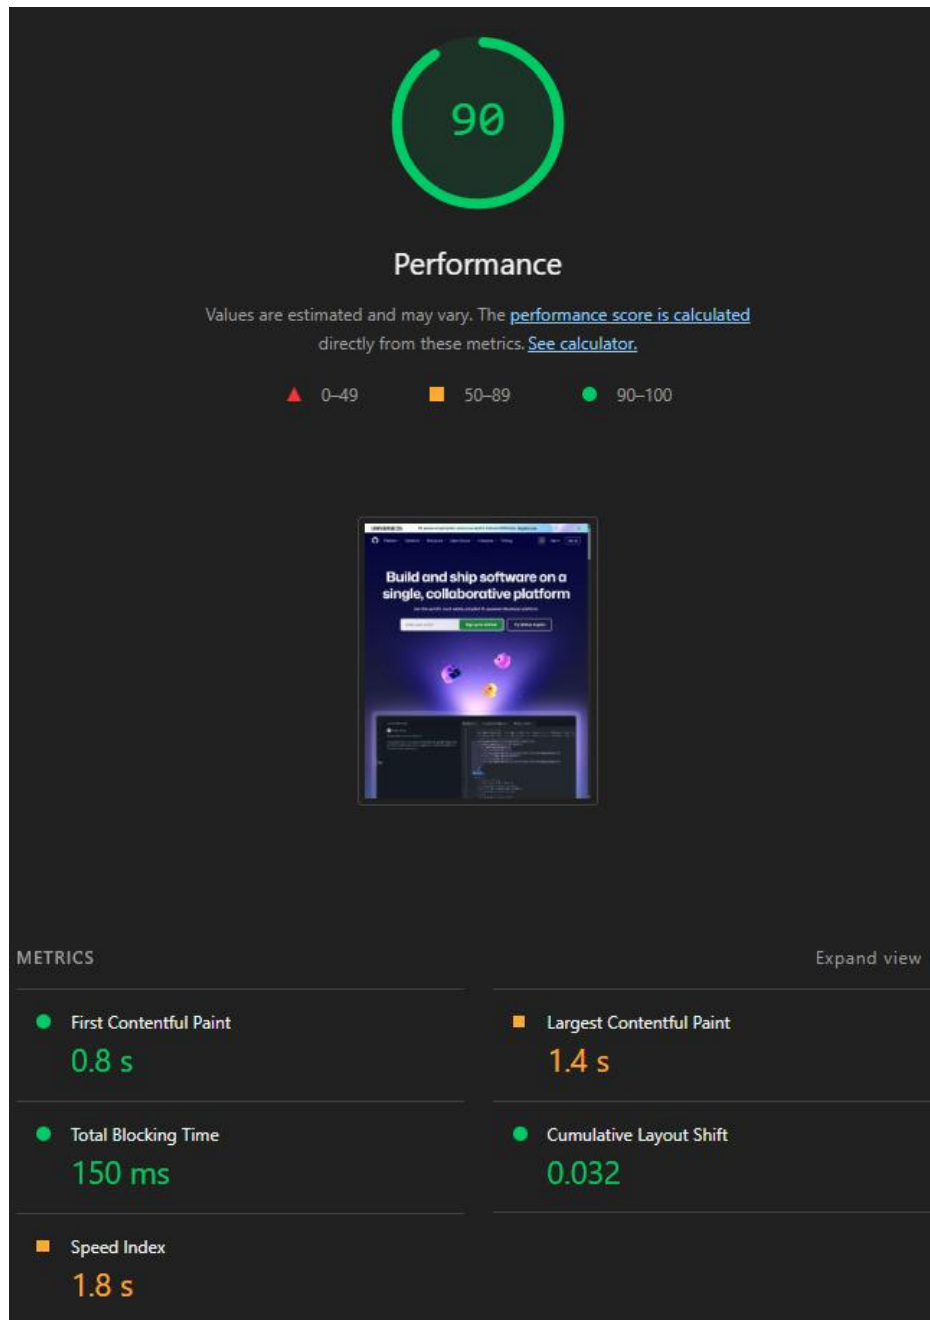 90
Performance
Values are estimated and may vary. The performance score is calculated
directly from these metrics. See calculator.
0–49 50–89 90–100
Build and ship software on a
single, collaborative platform
METRICS Expand view
First Contentful Paint
0.8 s
Largest Contentful Paint
1.4 s
Total Blocking Time
150 ms
Cumulative Layout Shift
0.032
Speed Index
1.8 s